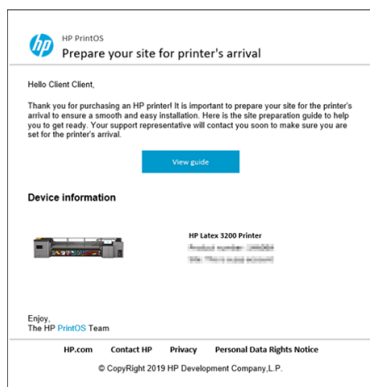 hp
HP PrintOS
Prepare your site for printer's arrival
Hello Client Client,
Thank you for purchasing an HP printer! It is important to prepare your site for the printer's
arrival to ensure a smooth and easy installation. Here is the site preparation guide to help
you to get ready. Your support representative will contact you soon to make sure you are
set for the printer's arrival.
View guide
Device information
HP Latex 3200 Printer
Enjoy,
The HP PrintOS Team
HP.com Contact HP Privacy Personal Data Rights Notice
© CopyRight 2019 HP Development Company,L.P.